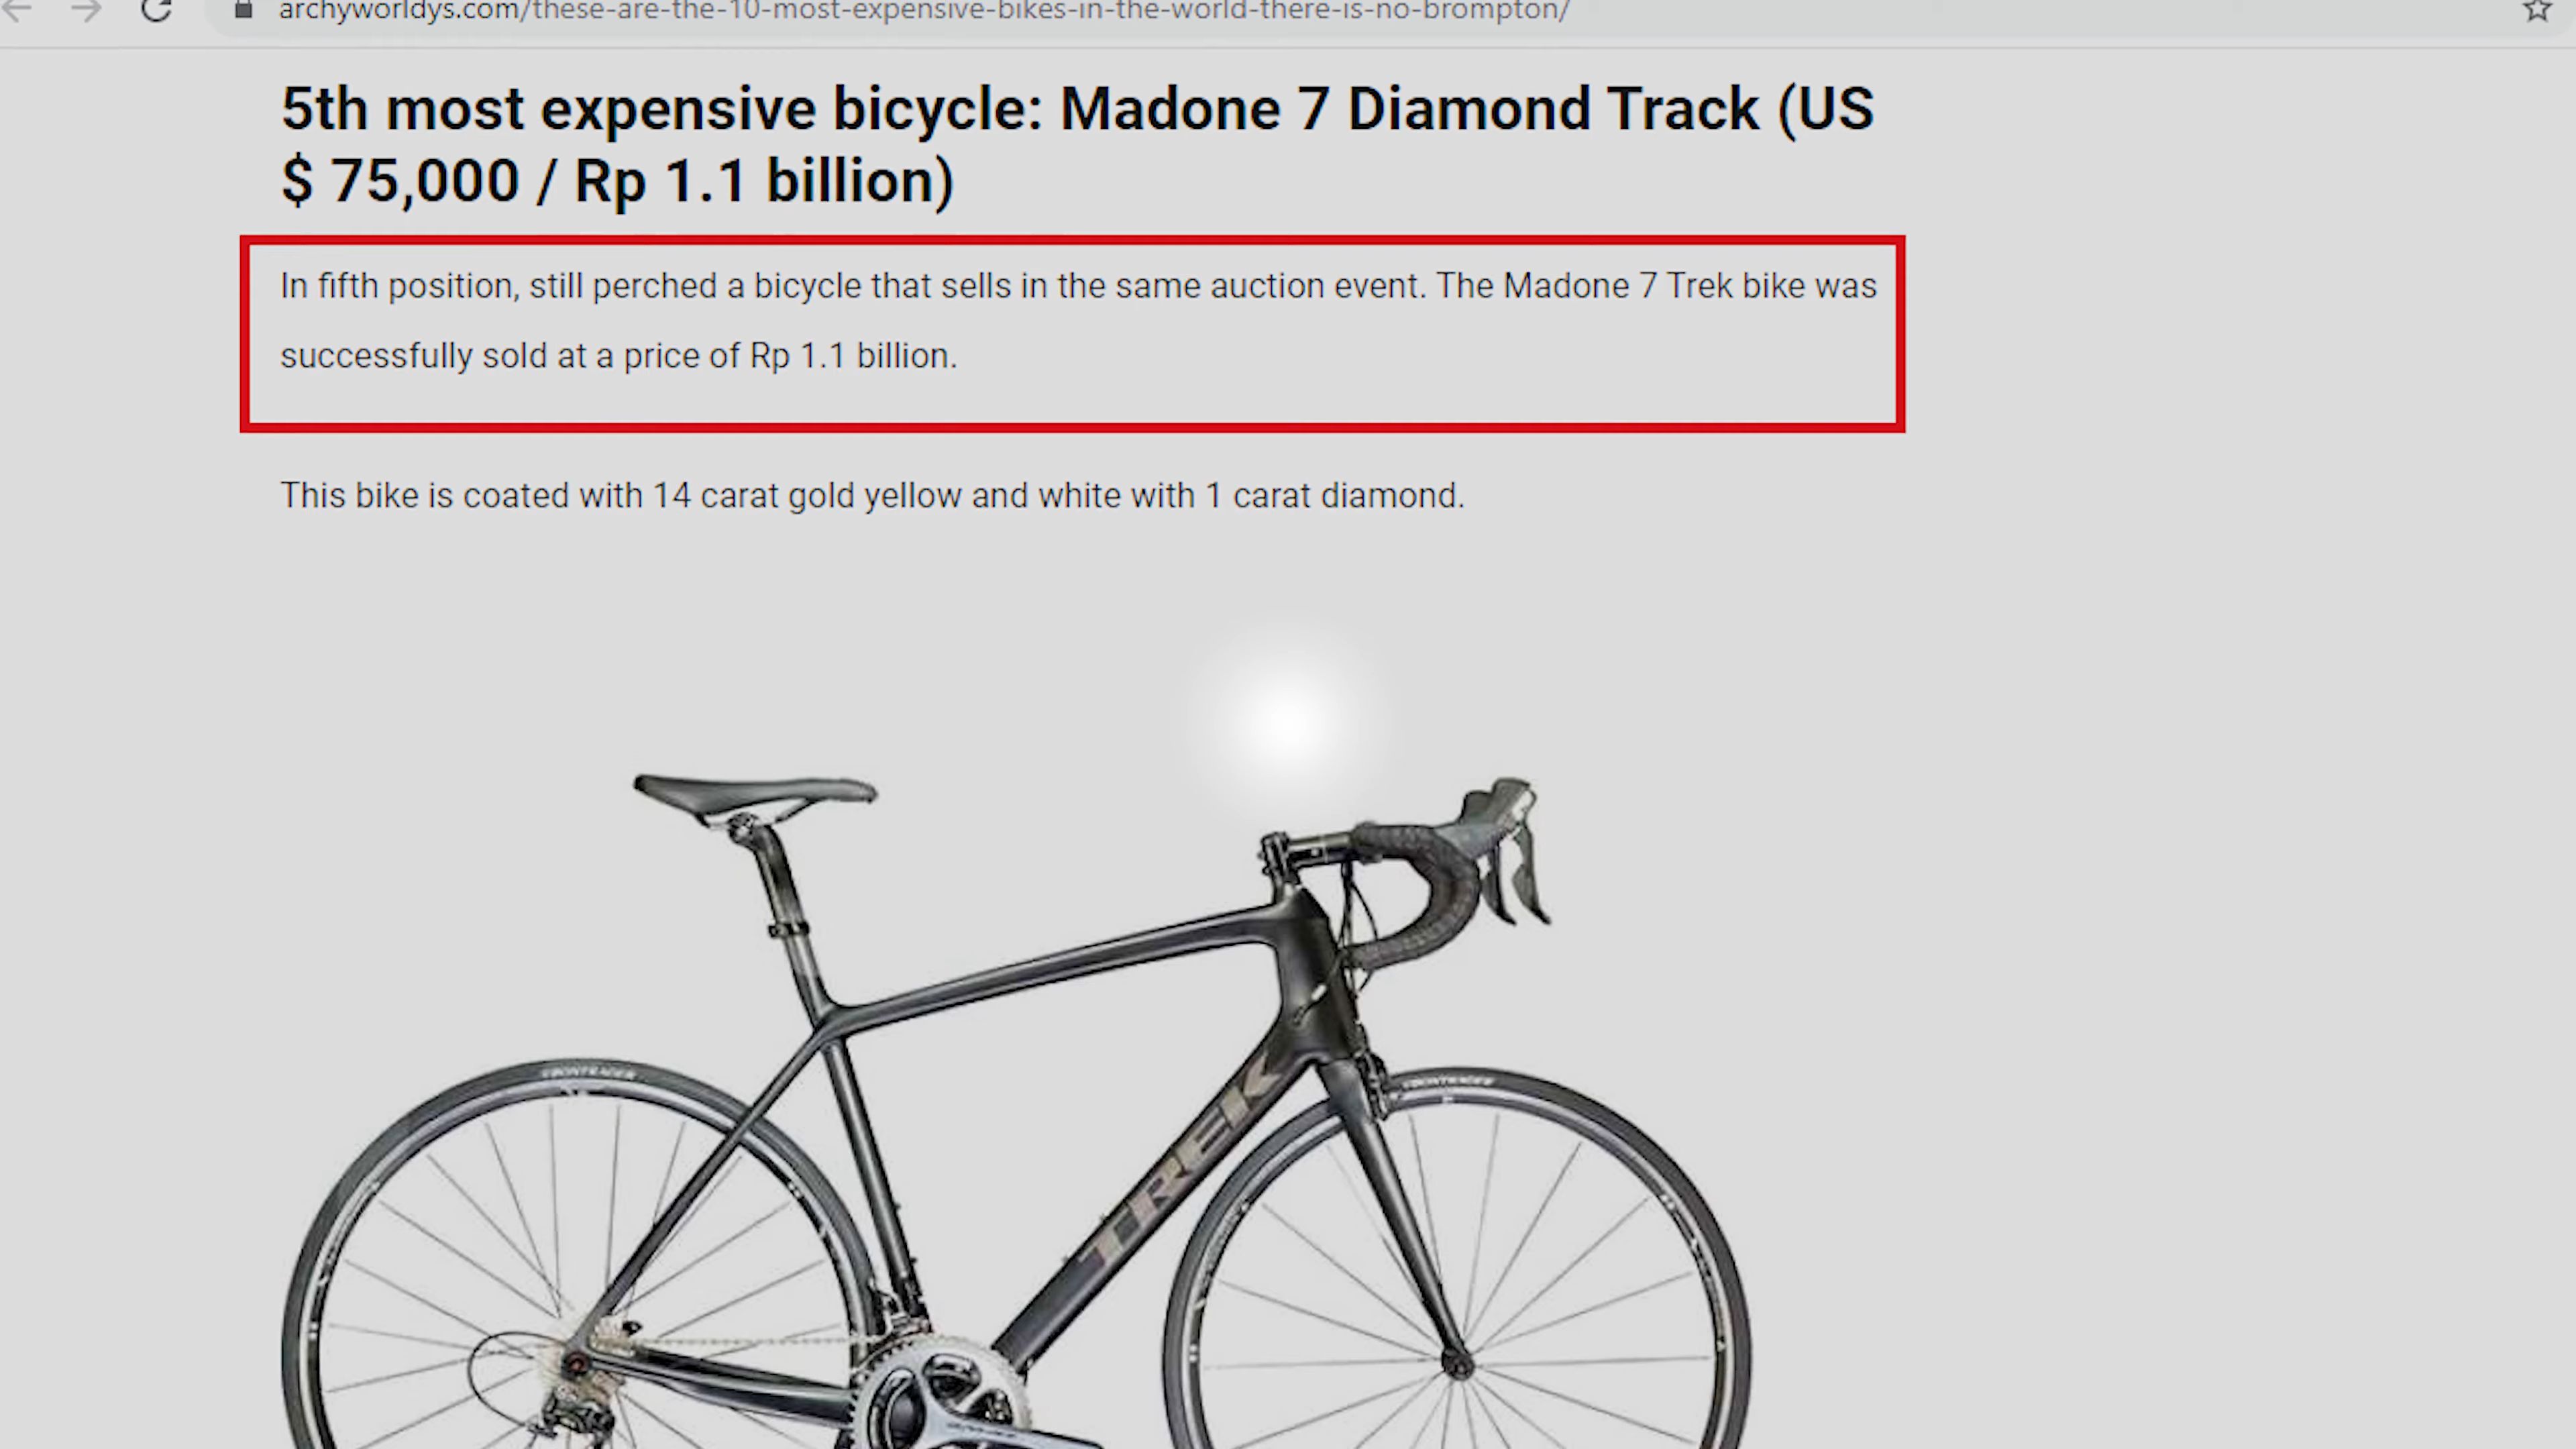 archyworldys.com/these-are-the-10-most-expensive-bikes-in-the-world-there-is-no-brompton/
5th most expensive bicycle: Madone 7 Diamond Track (US
$ 75,000 / Rp 1.1 billion)
In fifth position, still perched a bicycle that sells in the same auction event. The Madone 7 Trek bike was
successfully sold at a price of Rp 1.1 billion.
This bike is coated with 14 carat gold yellow and white with 1 carat diamond.
TREK
BONTRAGER
BONTRAGER